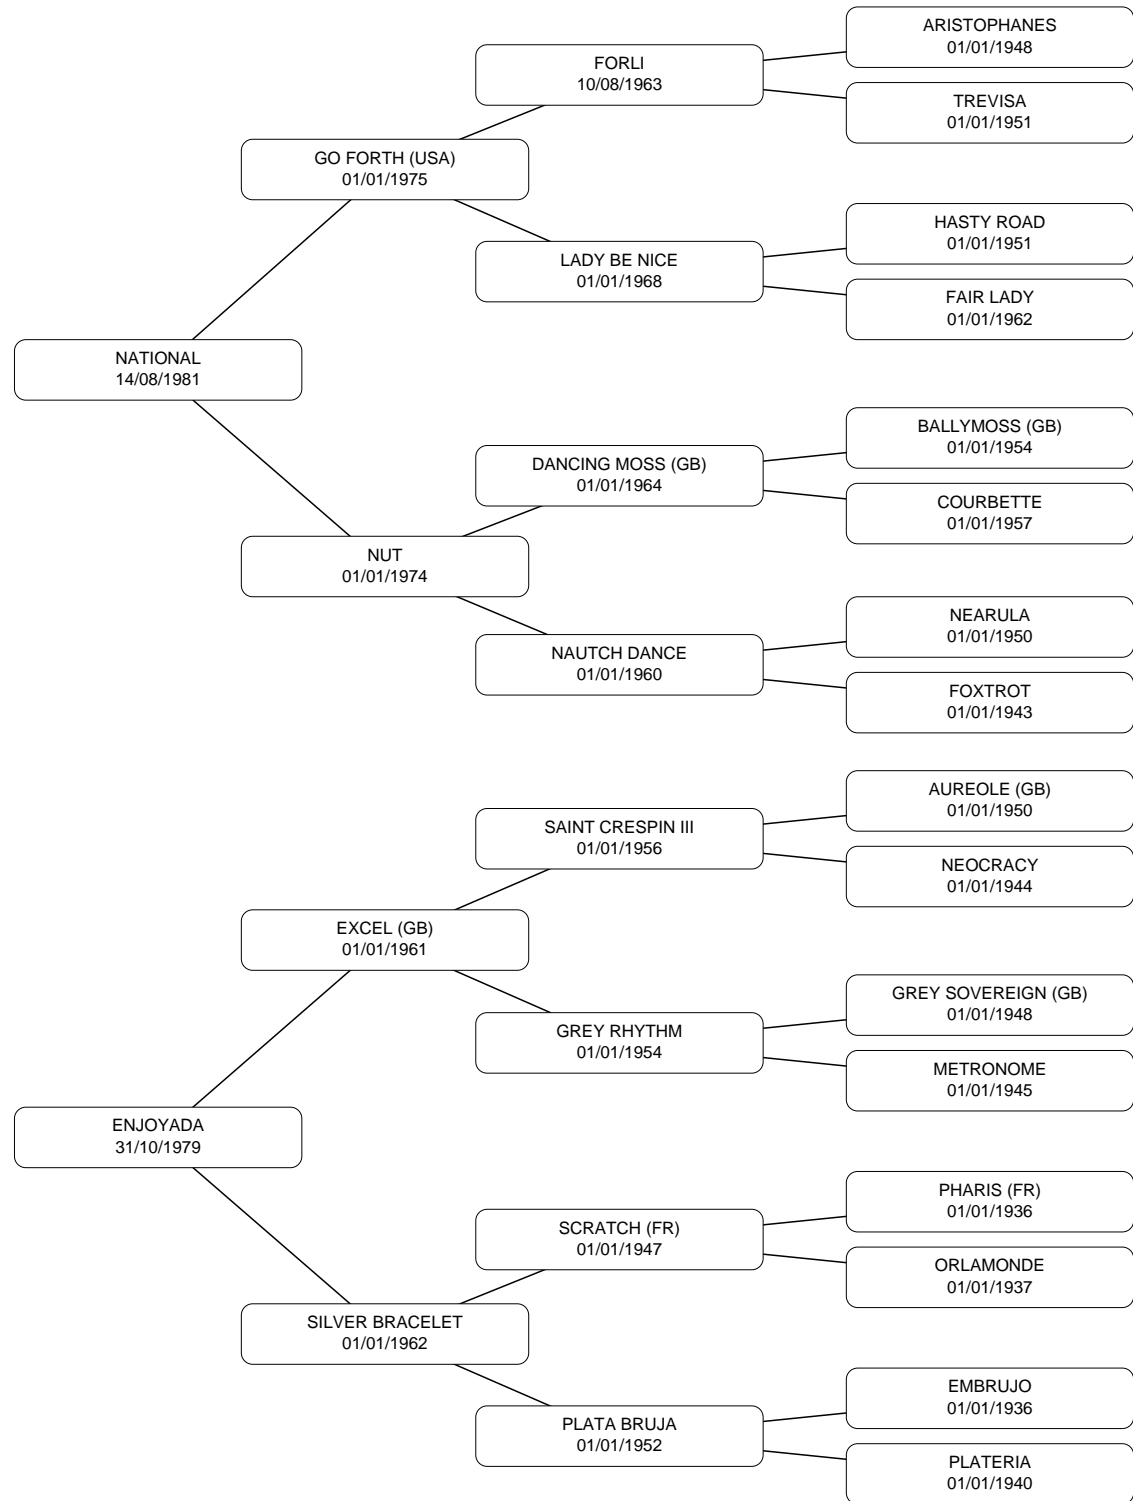 ARISTOPHANES
01/01/1948
FORLI
10/08/1963
TREVISA
01/01/1951
GO FORTH (USA)
01/01/1975
HASTY ROAD
01/01/1951
LADY BE NICE
01/01/1968
FAIR LADY
01/01/1962
NATIONAL
14/08/1981
BALLYMOSS (GB)
01/01/1954
DANCING MOSS (GB)
01/01/1964
COURBETTE
01/01/1957
NUT
01/01/1974
NEARULA
01/01/1950
NAUTCH DANCE
01/01/1960
FOXTROT
01/01/1943
AUREOLE (GB)
01/01/1950
SAINT CRESPIN III
01/01/1956
NEOCRACY
01/01/1944
EXCEL (GB)
01/01/1961
GREY SOVEREIGN (GB)
01/01/1948
GREY RHYTHM
01/01/1954
METRONOME
01/01/1945
ENJOYADA
31/10/1979
PHARIS (FR)
01/01/1936
SCRATCH (FR)
01/01/1947
ORLAMONDE
01/01/1937
SILVER BRACELET
01/01/1962
EMBRUJO
01/01/1936
PLATA BRUJA
01/01/1952
PLATERIA
01/01/1940